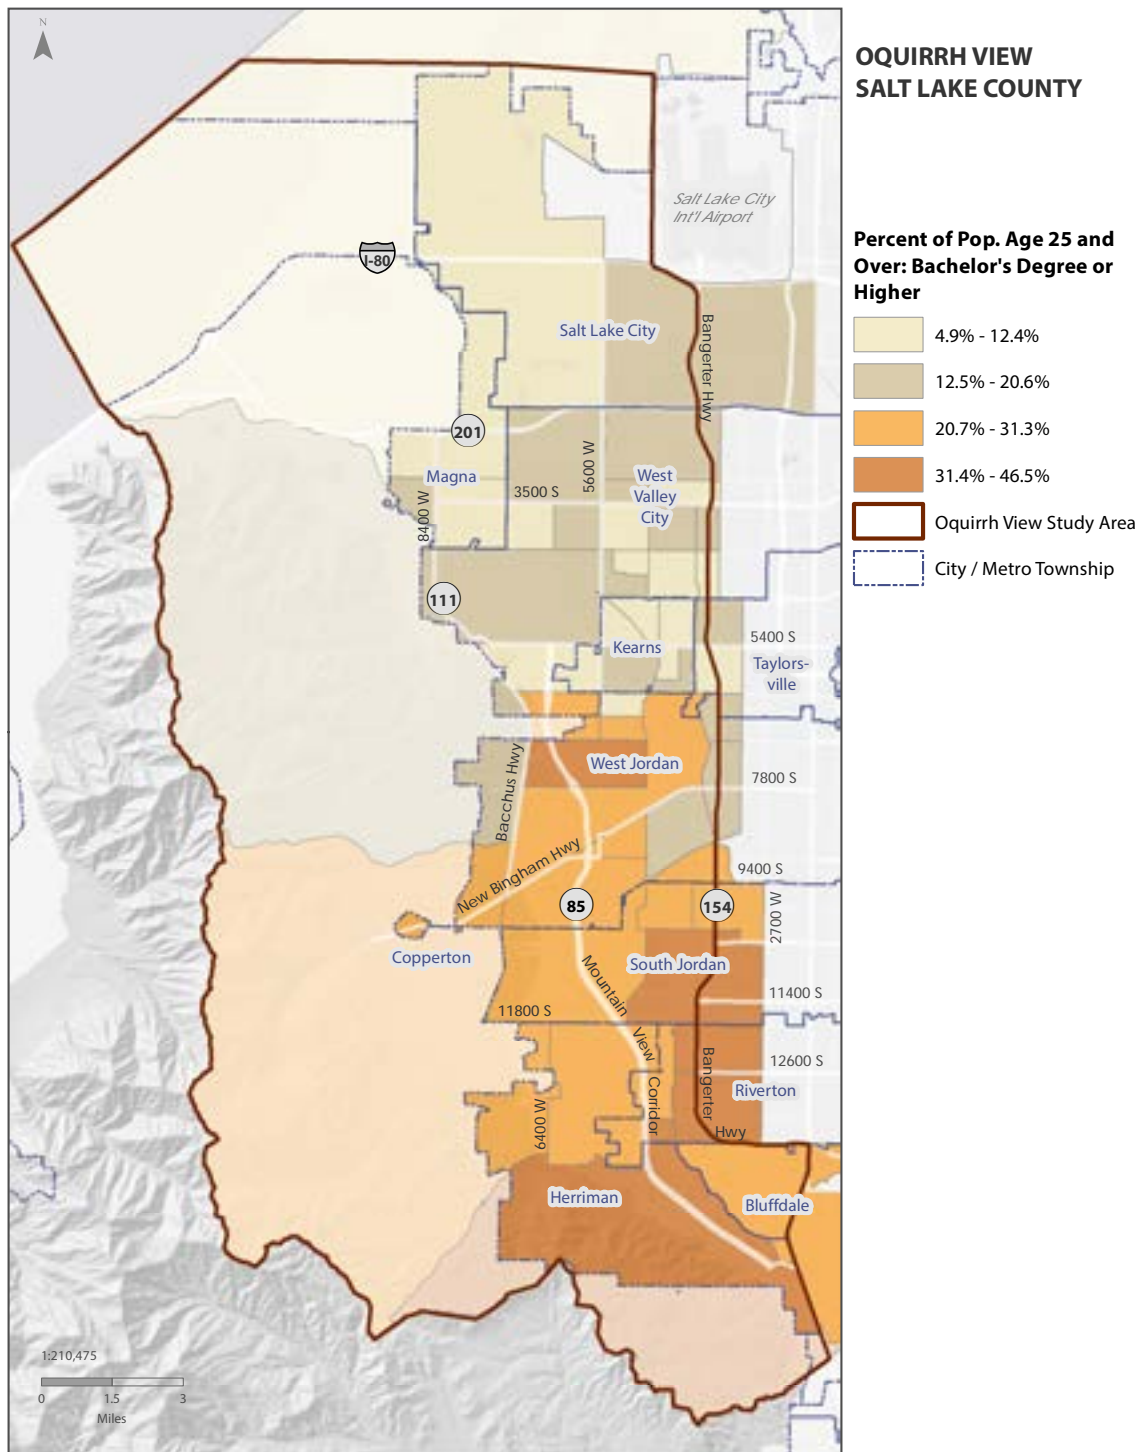 N
OQUIRRH VIEW
SALT LAKE COUNTY
Salt Lake City
Int'l Airport
Percent of Pop. Age 25 and
Over: Bachelor's Degree or
Higher
4.9% - 12.4%
12.5% - 20.6%
20.7% - 31.3%
31.4% - 46.5%
Oquirrh View Study Area
City / Metro Township
I-80
Salt Lake City
Bangerter Hwy
201
5600 W
Magna
West
Valley
City
3500 S
8400 W
111
Kearns
5400 S
Taylors-
ville
West Jordan
Bacchus Hwy
7800 S
New Bingham Hwy
9400 S
85
154
2700 W
Copperton
South Jordan
Mountain
View
Corridor
11400 S
11800 S
12600 S
Bangerter
Hwy
Riverton
6400 W
Herriman
Bluffdale
1:210,475
0
1.5
3
Miles